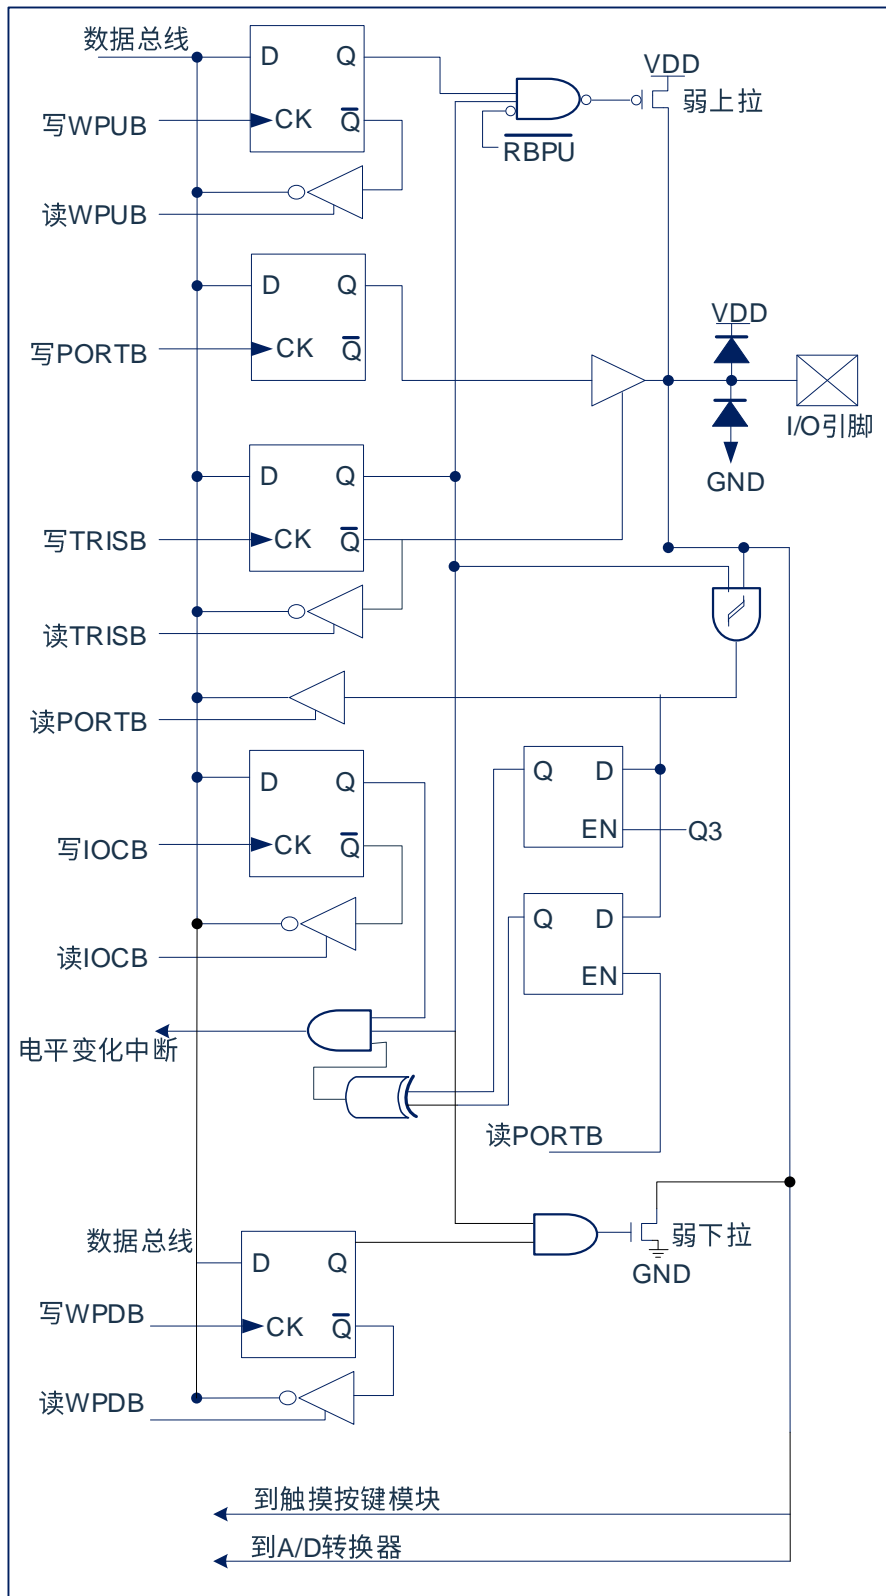 数据总线
D
Q
VDD
弱上拉
写WPUB
CK
Q
RBPU
读WPUB
D
Q
VDD
写PORTB
CK
Q
I/O引脚
D
Q
GND
写TRISB
CK
Q
读TRISB
读PORTB
D
Q
Q
D
EN
Q3
写IOCB
CK
Q
Q
D
读IOCB
EN
电平变化中断
读PORTB
数据总线
弱下拉
D
Q
GND
写WPDB
CK
Q
读WPDB
到触摸按键模块
到A/D转换器